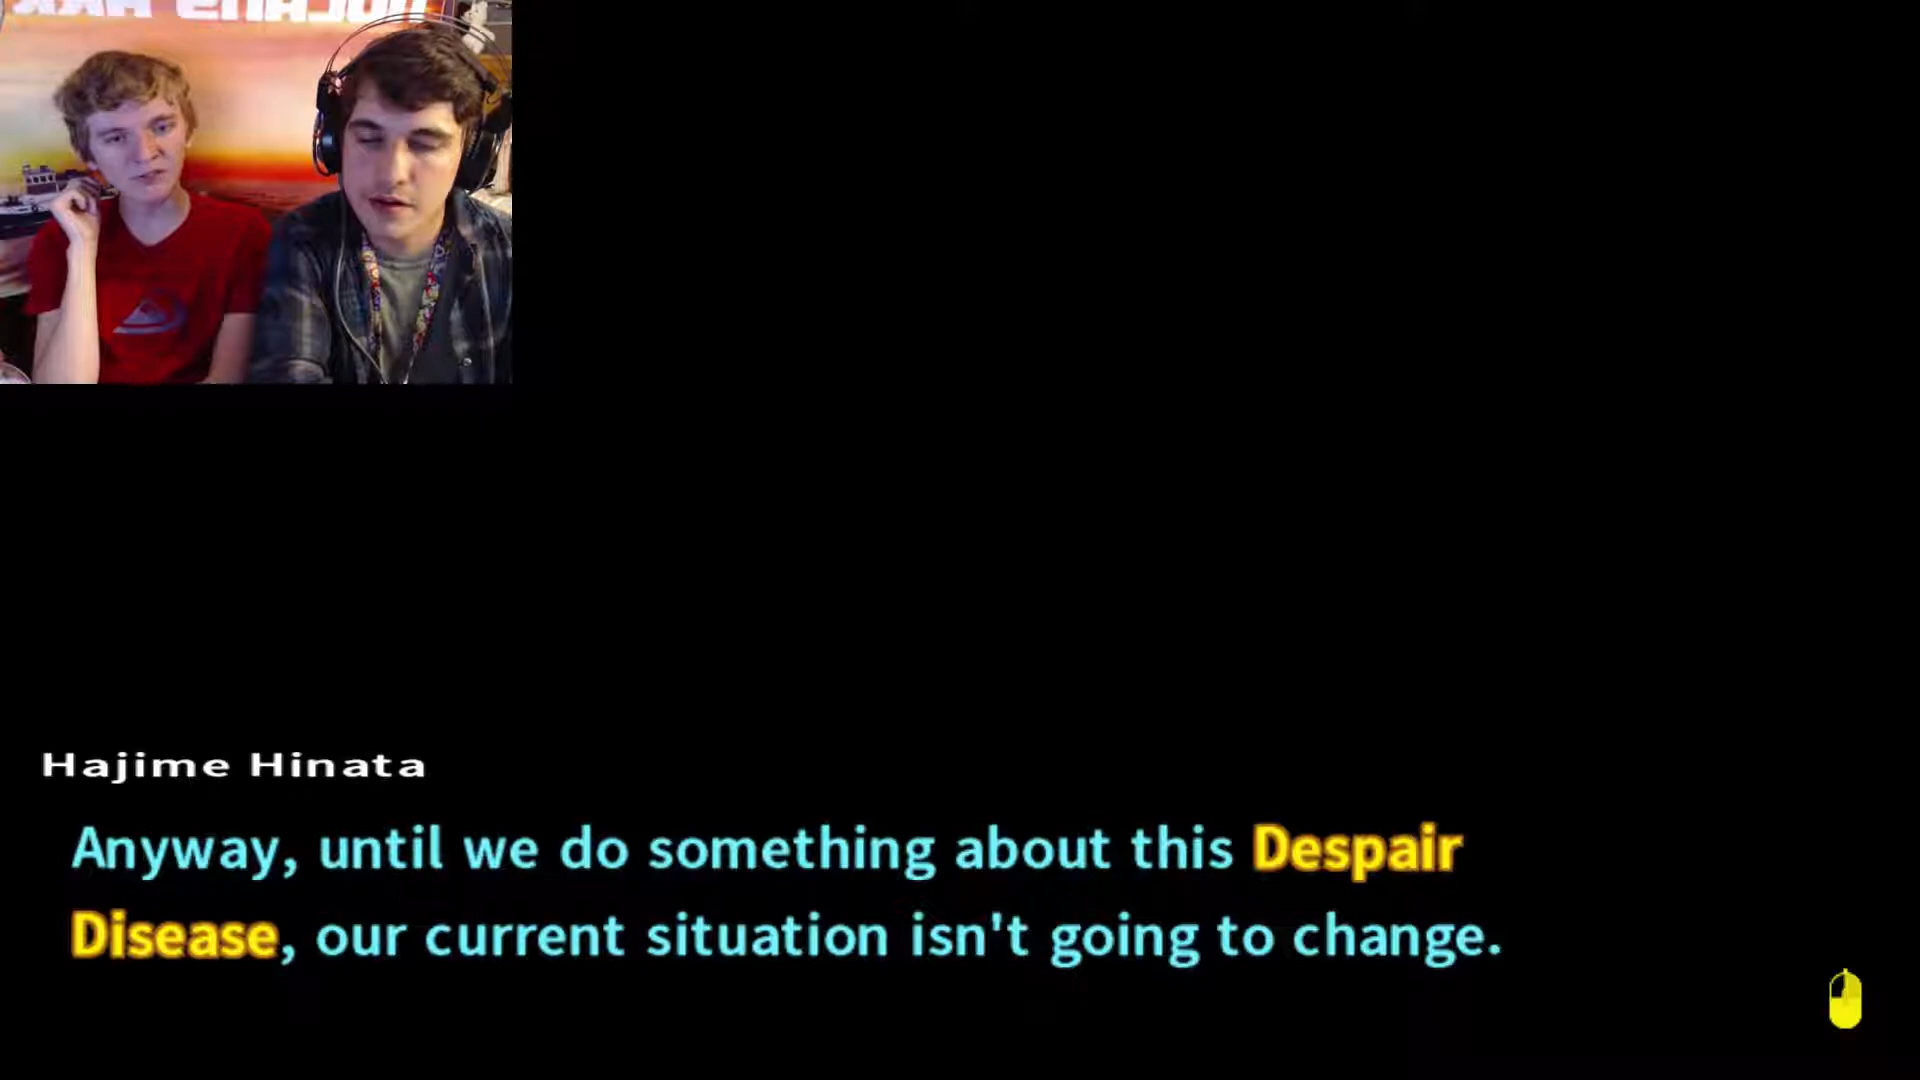 Hajime Hinata
Anyway, until we do something about this Despair
Disease, our current situation isn't going to change.